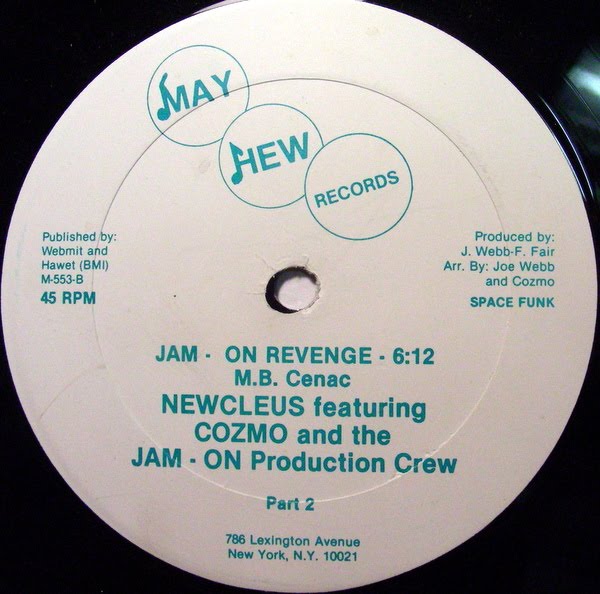 MAY
HEW
RECORDS
Published by:
Webmit and
Hawet (BMI)
M-553-B
45 RPM
Produced by:
J. Webb-F. Fair
Arr. By: Joe Webb
and Cozmo
SPACE FUNK
JAM - ON REVENGE - 6:12
M.B. Cenac
NEWCLEUS featuring
COZMO and the
JAM - ON Production Crew
Part 2
786 Lexington Avenue
New York, N.Y. 10021